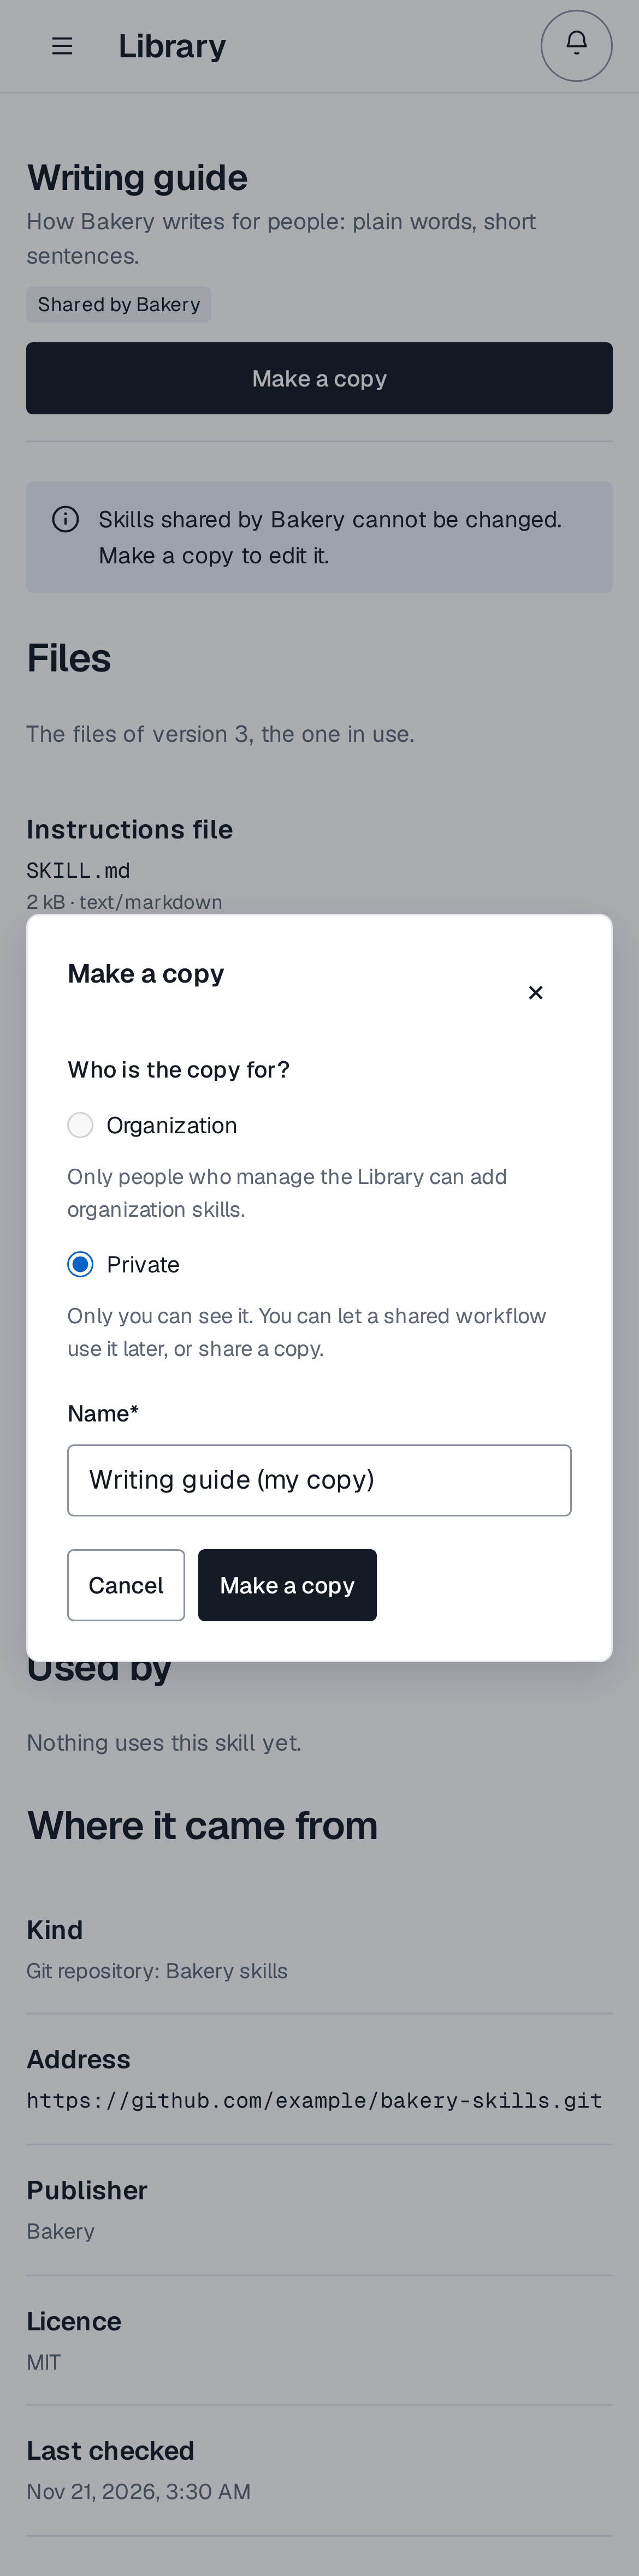 Library
Writing guide
How Bakery writes for people: plain words, short
sentences.
Shared by Bakery
Make a copy
Skills shared by Bakery cannot be changed.
Make a copy to edit it.
Files
The files of version 3, the one in use.
Instructions file
SKILL.md
2 kB · text/markdown
Make a copy
Who is the copy for?
Organization
Only people who manage the Library can add
organization skills.
Private
Only you can see it. You can let a shared workflow
use it later, or share a copy.
Name*
Writing guide (my copy)
Cancel
Make a copy
Used by
Nothing uses this skill yet.
Where it came from
Kind
Git repository: Bakery skills
Address
https://github.com/example/bakery-skills.git
Publisher
Bakery
Licence
MIT
Last checked
Nov 21, 2026, 3:30 AM